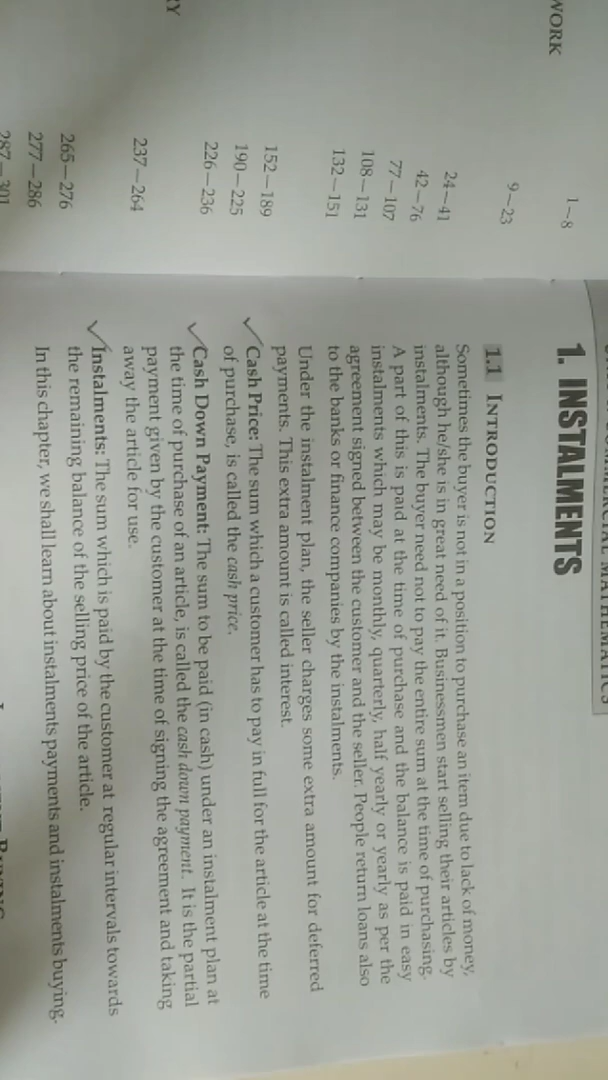 WORK
RY
1—8
9—23
24—41
42—76
77—107
108—131
132—151
152—189
190—225
226—236
237—264
265—276
277—286
287—301
MATHEMATICS
1. INSTALMENTS
1.1 INTRODUCTION
Sometimes the buyer is not in a position to purchase an item due to lack of money,
although he/she is in great need of it. Businessmen start selling their articles by
instalments. The buyer need not to pay the entire sum at the time of purchasing.
A part of this is paid at the time of purchase and the balance is paid in easy
instalments which may be monthly, quarterly, half yearly or yearly as per the
agreement signed between the customer and the seller. People return loans also
to the banks or finance companies by the instalments.
Under the instalment plan, the seller charges some extra amount for deferred
payments. This extra amount is called interest.
Cash Price: The sum which a customer has to pay in full for the article at the time
of purchase, is called the cash price.
Cash Down Payment: The sum to be paid (in cash) under an instalment plan at
the time of purchase of an article, is called the cash down payment. It is the partial
payment given by the customer at the time of signing the agreement and taking
away the article for use.
Instalments: The sum which is paid by the customer at regular intervals towards
the remaining balance of the selling price of the article.
In this chapter, we shall learn about instalments payments and instalments buying.